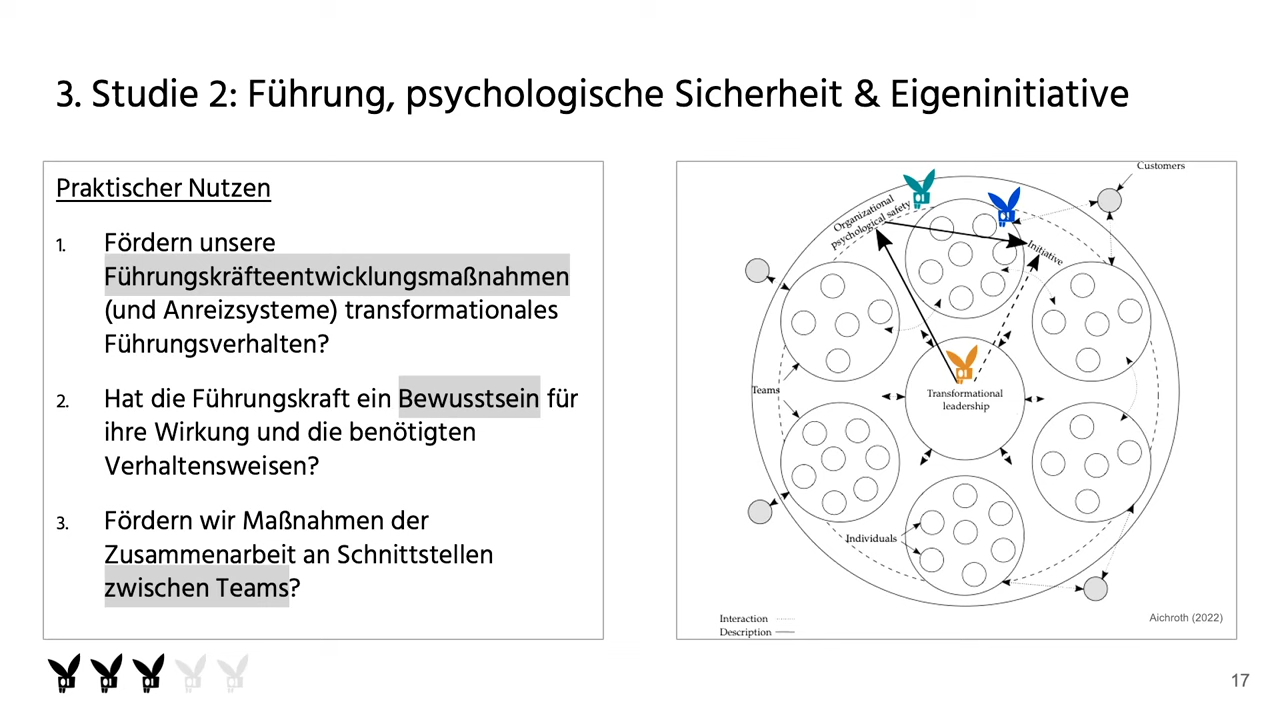 3. Studie 2: Führung, psychologische Sicherheit & Eigeninitiative
Praktischer Nutzen
1. Fördern unsere
Führungskräfteentwicklungsmaßnahmen
(und Anreizsysteme) transformationales
Führungsverhalten?
2. Hat die Führungskraft ein Bewusstsein für
ihre Wirkung und die benötigten
Verhaltensweisen?
3. Fördern wir Maßnahmen der
Zusammenarbeit an Schnittstellen
zwischen Teams?
Customers
Organizational
psychological safety
Initiative
Teams
Transformational
leadership
Individuals
Interaction
Description
Aichroth (2022)
17